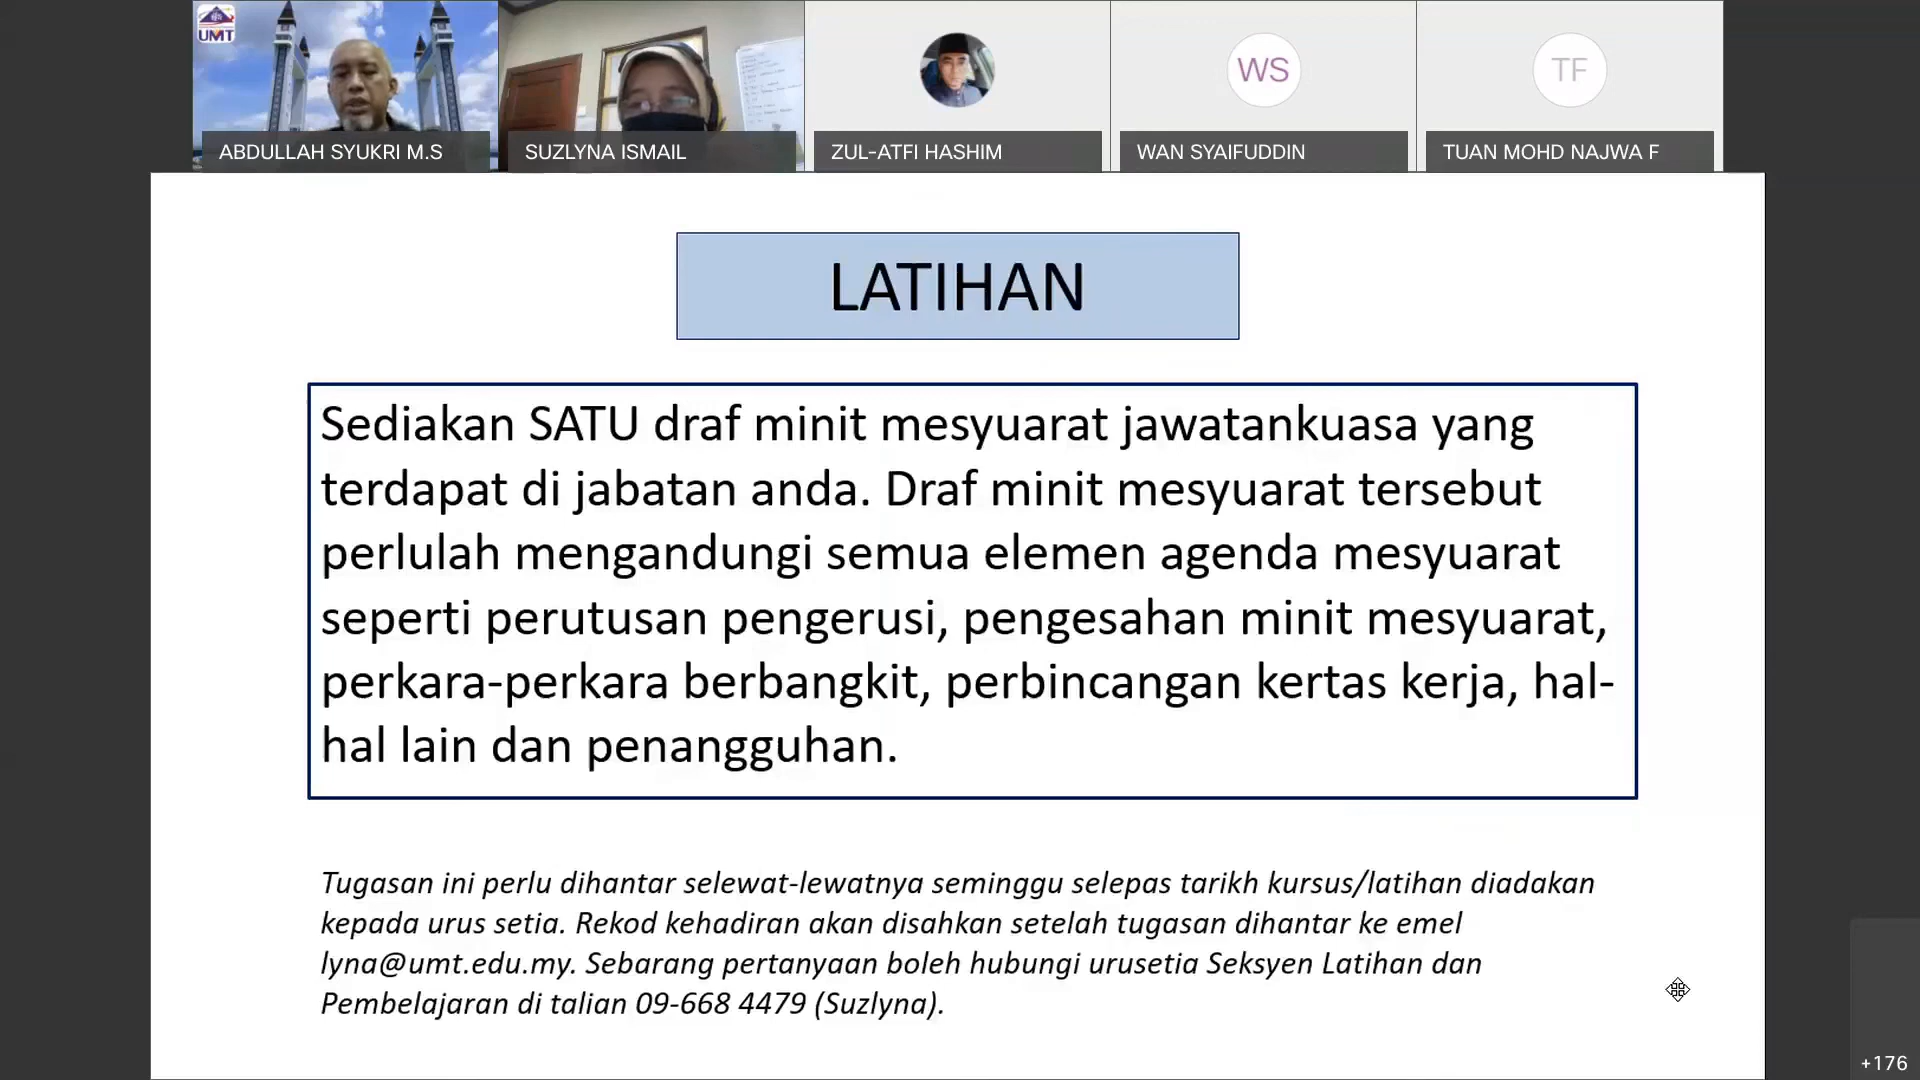 UMT
WS
TF
ABDULLAH SYUKRI M.S
SUZLYNA ISMAIL
ZUL-ATFI HASHIM
WAN SYAIFUDDIN
TUAN MOHD NAJWA F
LATIHAN
Sediakan SATU draf minit mesyuarat jawatankuasa yang
terdapat di jabatan anda. Draf minit mesyuarat tersebut
perlulah mengandungi semua elemen agenda mesyuarat
seperti perutusan pengerusi, pengesahan minit mesyuarat,
perkara-perkara berbangkit, perbincangan kertas kerja, hal-
hal lain dan penangguhan.
Tugasan ini perlu dihantar selewat-lewatnya seminggu selepas tarikh kursus/latihan diadakan
kepada urus setia. Rekod kehadiran akan disahkan setelah tugasan dihantar ke emel
lyna@umt.edu.my. Sebarang pertanyaan boleh hubungi urusetia Seksyen Latihan dan
Pembelajaran di talian 09-668 4479 (Suzlyna).
+176